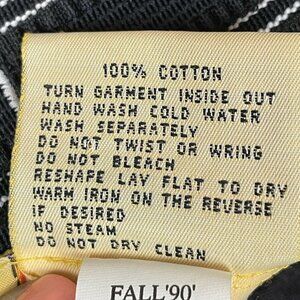 100% COTTON
TURN GARMENT INSIDE OUT
HAND WASH COLD WATER
WASH SEPARATELY
DO NOT TWIST OR WRING
DO NOT BLEACH
RESHAPE LAY FLAT TO DRY
WARM IRON ON THE REVERSE
IF DESIRED
NO STEAM
DO NOT DRY CLEAN
FALL'90'